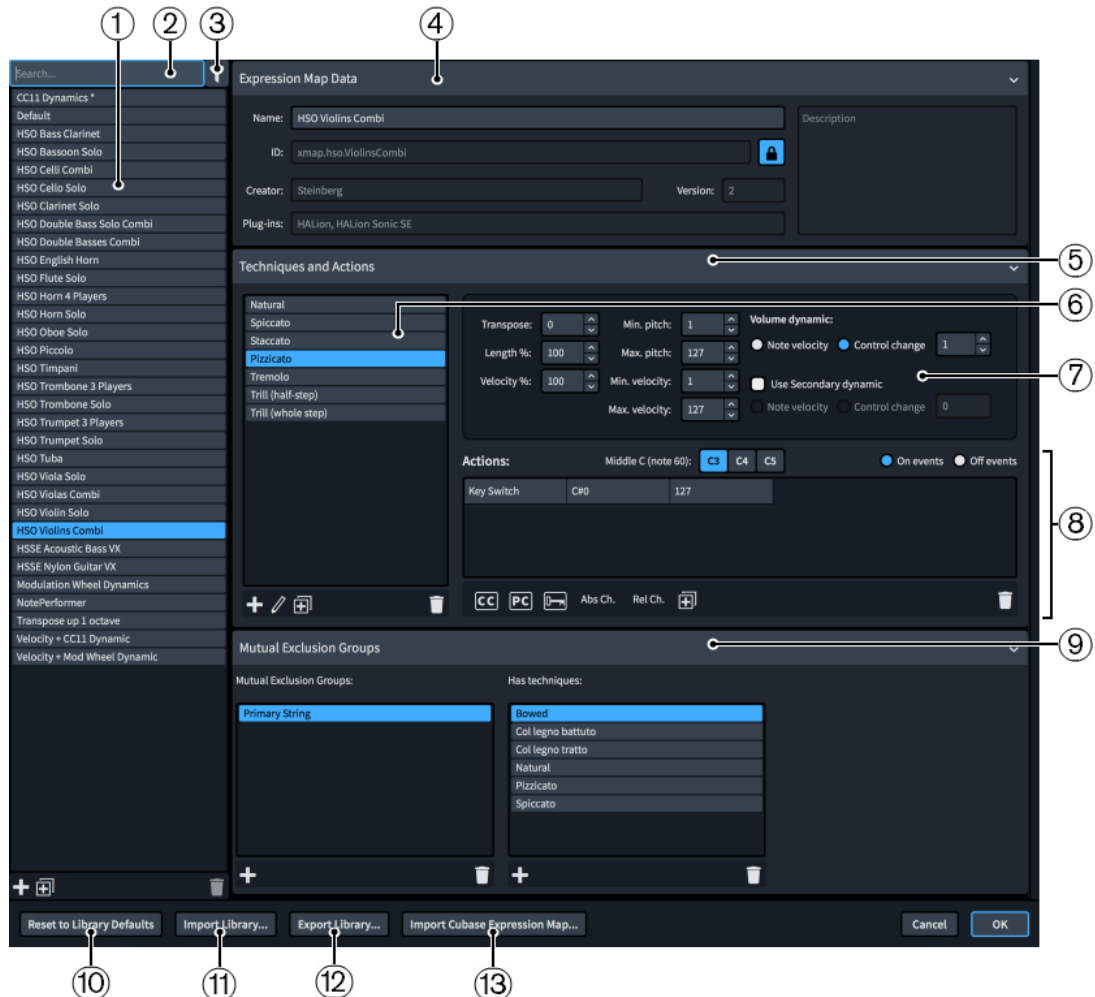 ① ② ③ ④
Search...
CC11 Dynamics *
Default
HSO Bass Clarinet
HSO Bassoon Solo
HSO Celli Combi
HSO Cello Solo
HSO Clarinet Solo
HSO Double Bass Solo Combi
HSO Double Basses Combi
HSO English Horn
HSO Flute Solo
HSO Horn 4 Players
HSO Horn Solo
HSO Oboe Solo
HSO Piccolo
HSO Timpani
HSO Trombone 3 Players
HSO Trombone Solo
HSO Trumpet 3 Players
HSO Trumpet Solo
HSO Tuba
HSO Viola Solo
HSO Violas Combi
HSO Violin Solo
HSO Violins Combi
HSSE Acoustic Bass VX
HSSE Nylon Guitar VX
Modulation Wheel Dynamics
NotePerformer
Transpose up 1 octave
Velocity + CC11 Dynamic
Velocity + Mod Wheel Dynamic
Expression Map Data
Name: HSO Violins Combi
Description
ID: xmap.hso.ViolinsCombi
Creator: Steinberg Version: 2
Plug-ins: HALion, HALion Sonic SE
Techniques and Actions
⑤
⑥
Natural
Spiccato
Staccato
Pizzicato
Tremolo
Trill (half-step)
Trill (whole step)
Transpose: 0 Min. pitch: 1 Volume dynamic:
Length %: 100 Max. pitch: 127 Note velocity Control change 1
Velocity %: 100 Min. velocity: 1 Use Secondary dynamic
Max. velocity: 127 Note velocity Control change 0
⑦
Actions: Middle C (note 60): C3 C4 C5 On events Off events
Key Switch C#0 127
⑧
CC PC Abs Ch. Rel Ch.
Mutual Exclusion Groups
⑨
Mutual Exclusion Groups: Has techniques:
Primary String
Bowed
Col legno battuto
Col legno tratto
Natural
Pizzicato
Spiccato
Reset to Library Defaults Import Library... Export Library... Import Cubase Expression Map... Cancel OK
⑩ ⑪ ⑫ ⑬